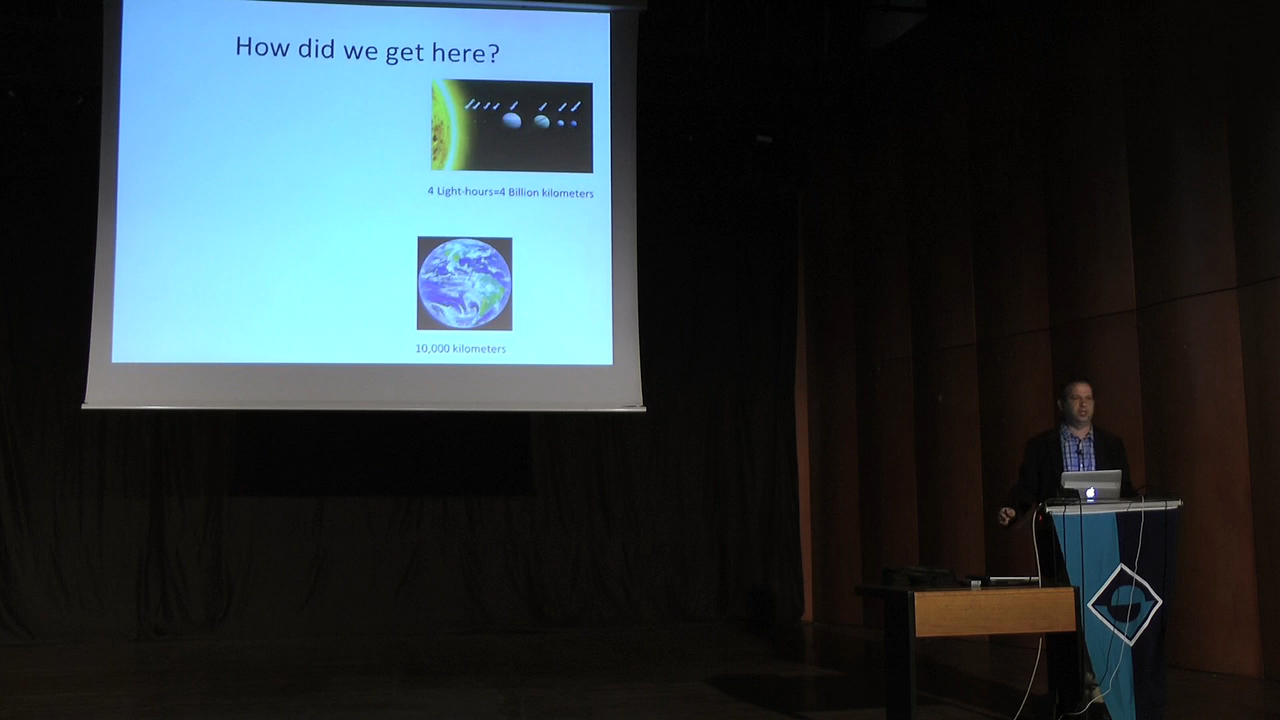 How did we get here?
4 Light-hours=4 Billion kilometers
10,000 kilometers